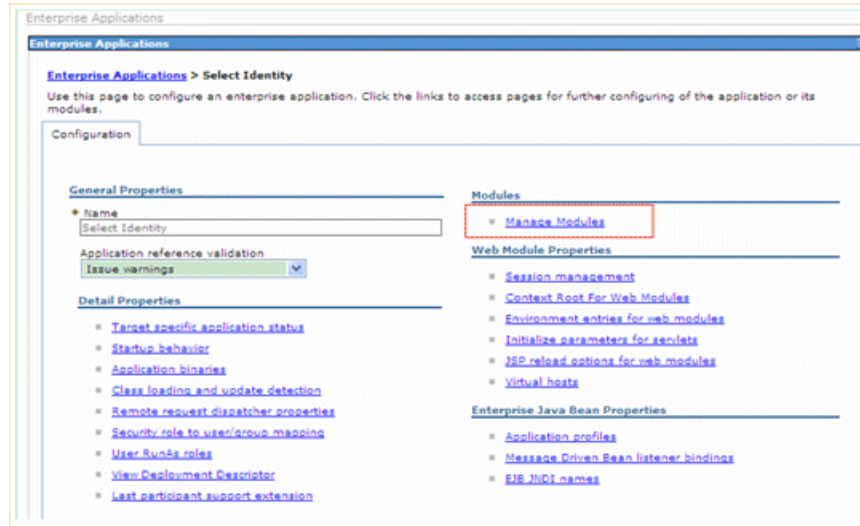 Enterprise Applications
Enterprise Applications
Enterprise Applications > Select Identity
Use this page to configure an enterprise application. Click the links to access pages for further configuring of the application or its
modules.
Configuration
General Properties
Name
Select Identity
Application reference validation
Issue warnings
Detail Properties
Target specific application status
Startup behavior
Application binaries
Class loading and update detection
Remote request dispatcher properties
Security role to user/group mapping
User RunAs roles
View Deployment Descriptor
Last participant support extension
Modules
Manage Modules
Web Module Properties
Session management
Context Root For Web Modules
Environment entries for web modules
Initialize parameters for servlets
JSP reload options for web modules
Virtual hosts
Enterprise Java Bean Properties
Application profiles
Message Driven Bean listener bindings
EJB JNDI names